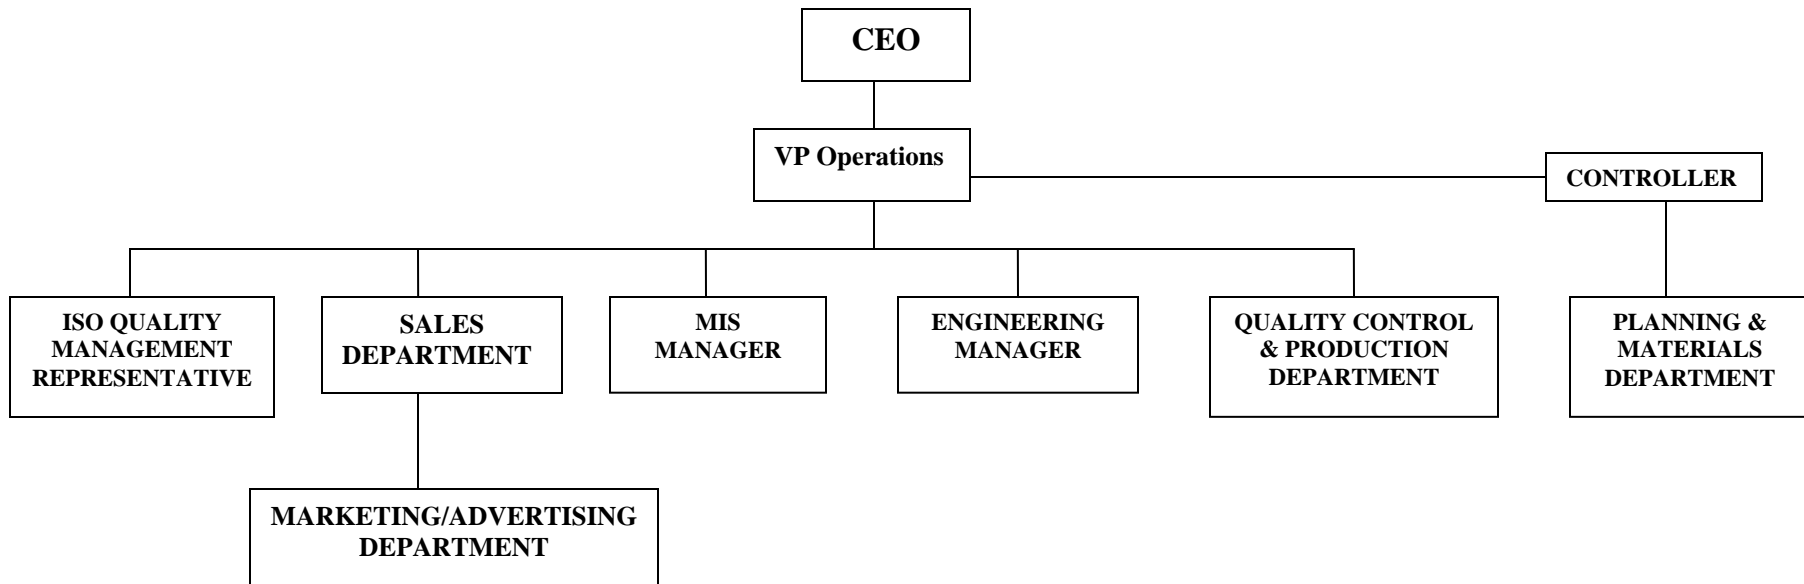 CEO
VP Operations
CONTROLLER
ISO QUALITY
MANAGEMENT
REPRESENTATIVE
SALES
DEPARTMENT
MIS
MANAGER
ENGINEERING
MANAGER
QUALITY CONTROL
& PRODUCTION
DEPARTMENT
PLANNING &
MATERIALS
DEPARTMENT
MARKETING/ADVERTISING
DEPARTMENT